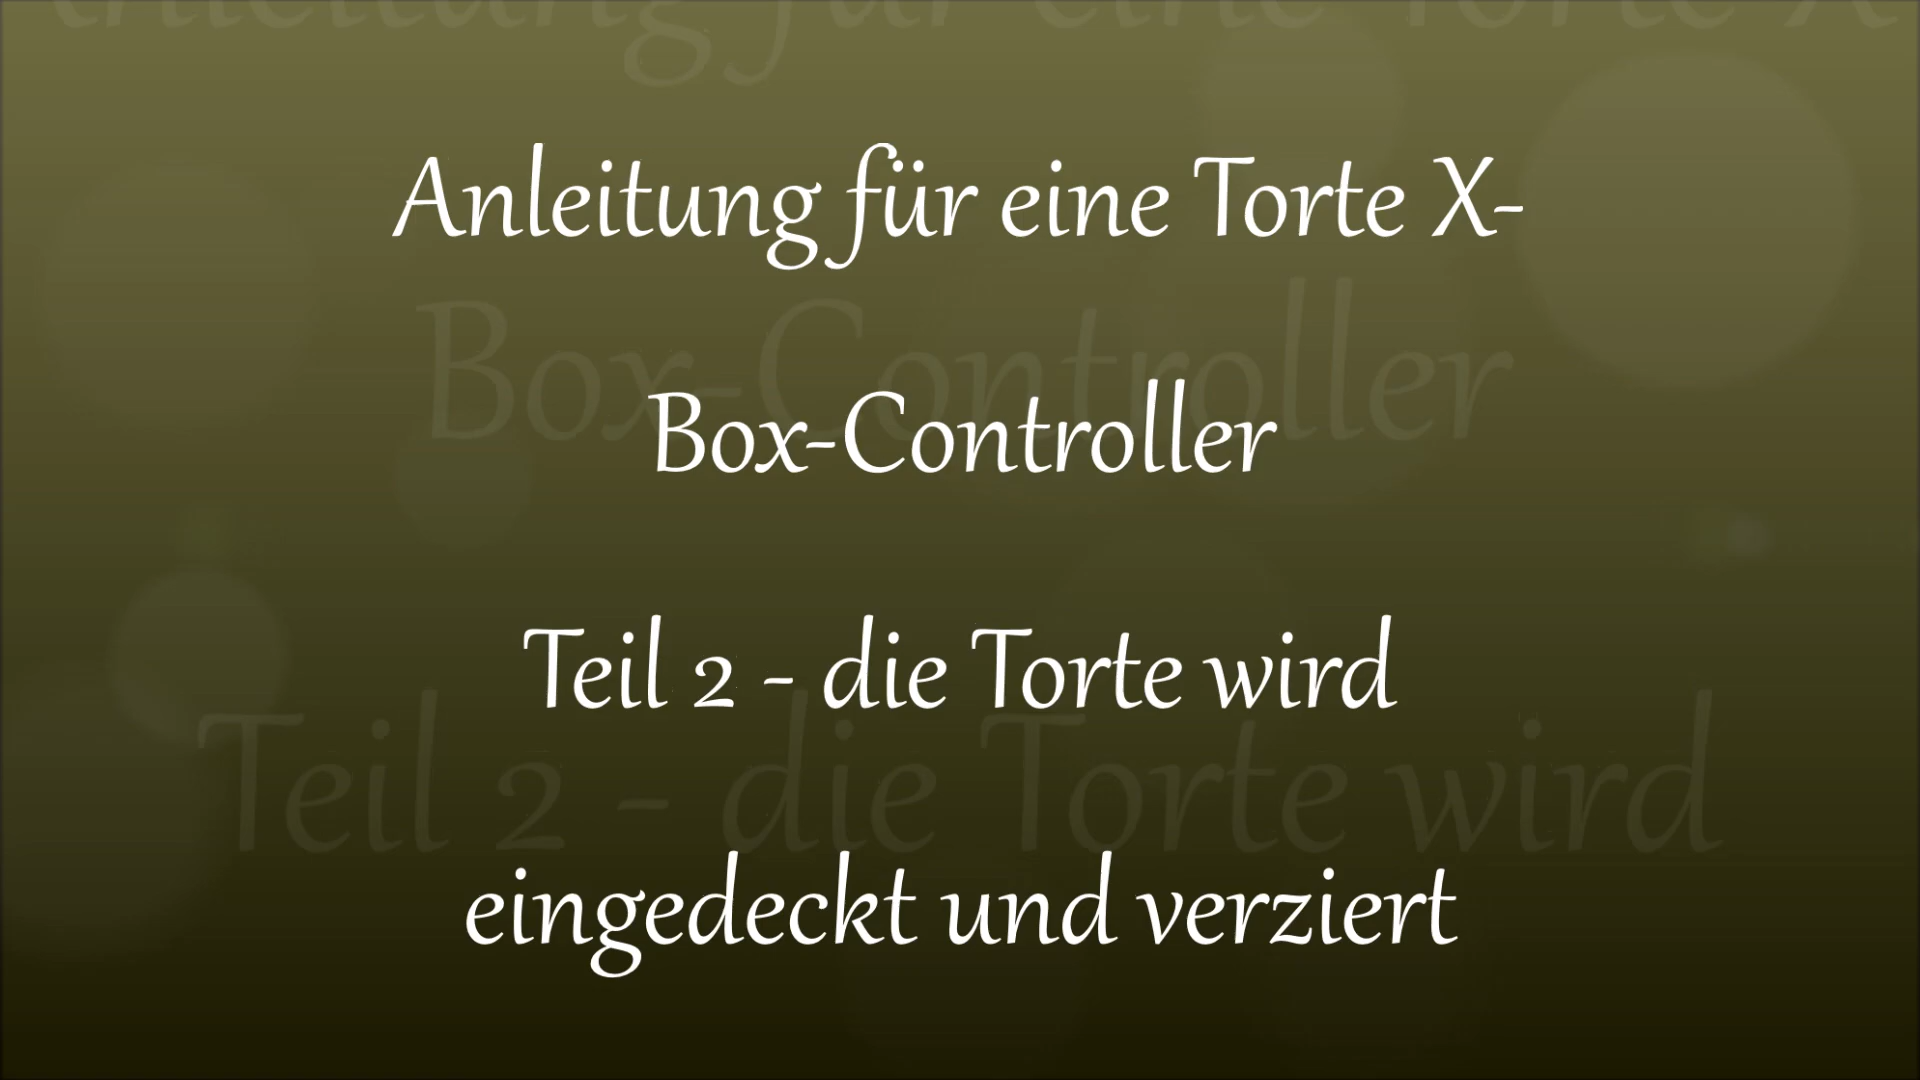 Anleitung für eine Torte X-
Box-Controller
Teil 2 - die Torte wird
eingedeckt und verziert